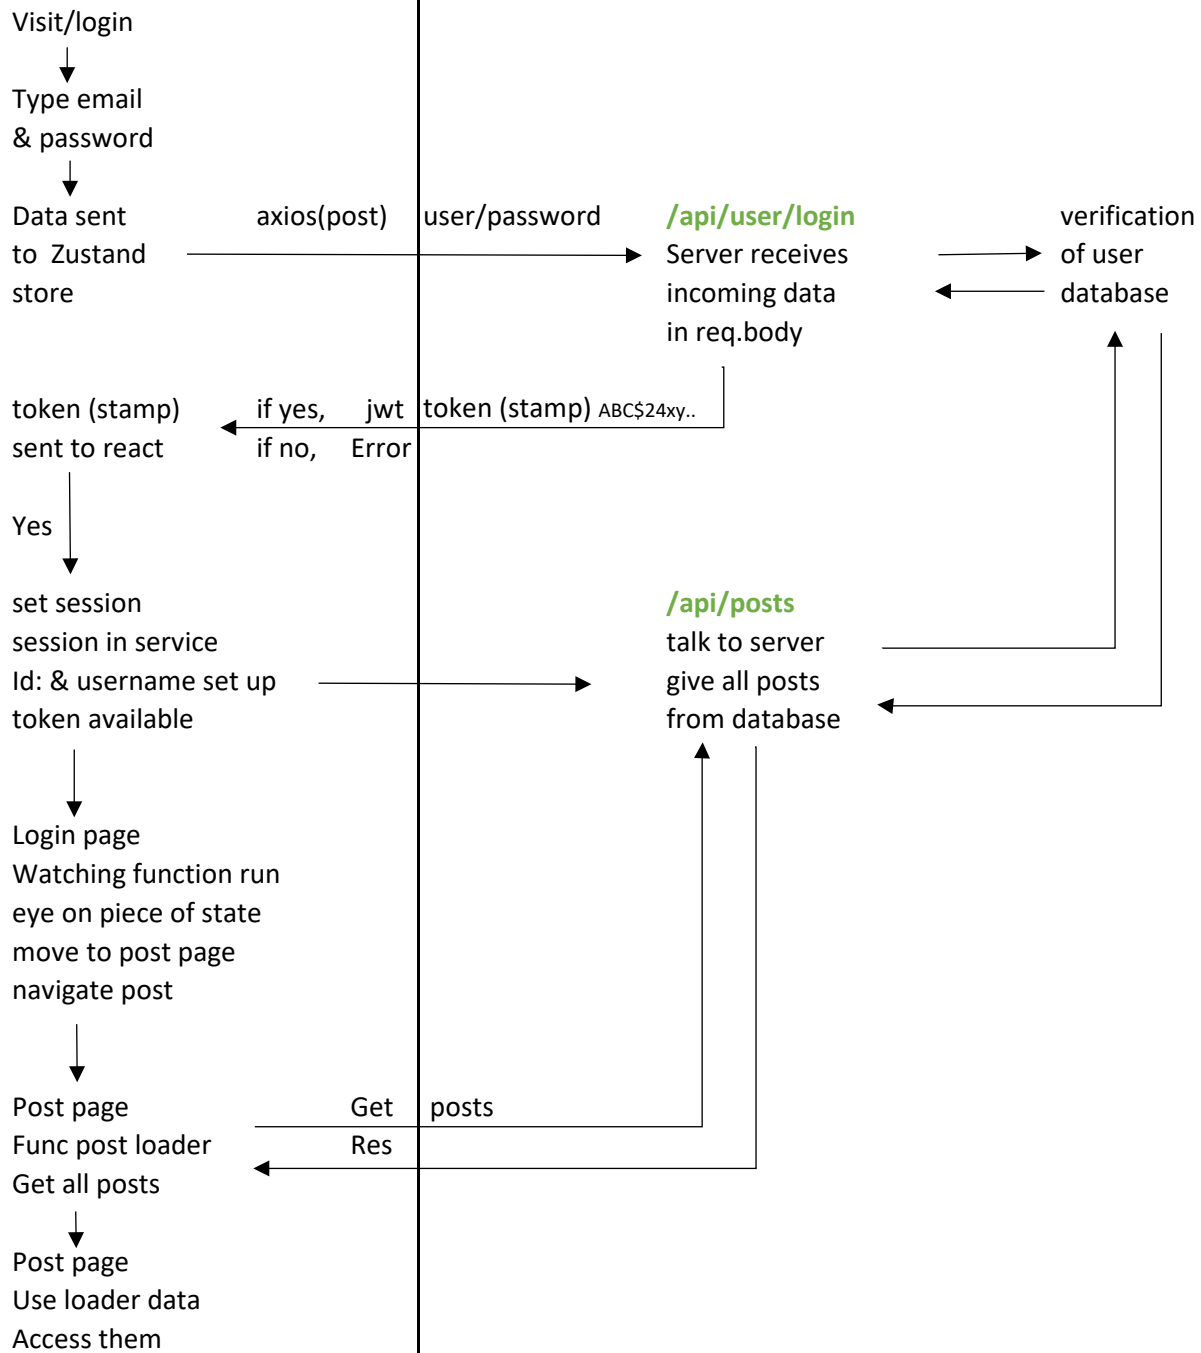 Visit/login
Type email
& password
Data sent
to Zustand
store
axios(post) user/password
/api/user/login
Server receives
incoming data
in req.body
verification
of user
database
token (stamp)
sent to react
if yes, jwt token (stamp) ABC$24xy..
if no, Error
Yes
set session
session in service
Id: & username set up
token available
/api/posts
talk to server
give all posts
from database
Login page
Watching function run
eye on piece of state
move to post page
navigate post
Post page
Func post loader
Get all posts
Get posts
Res
Post page
Use loader data
Access them